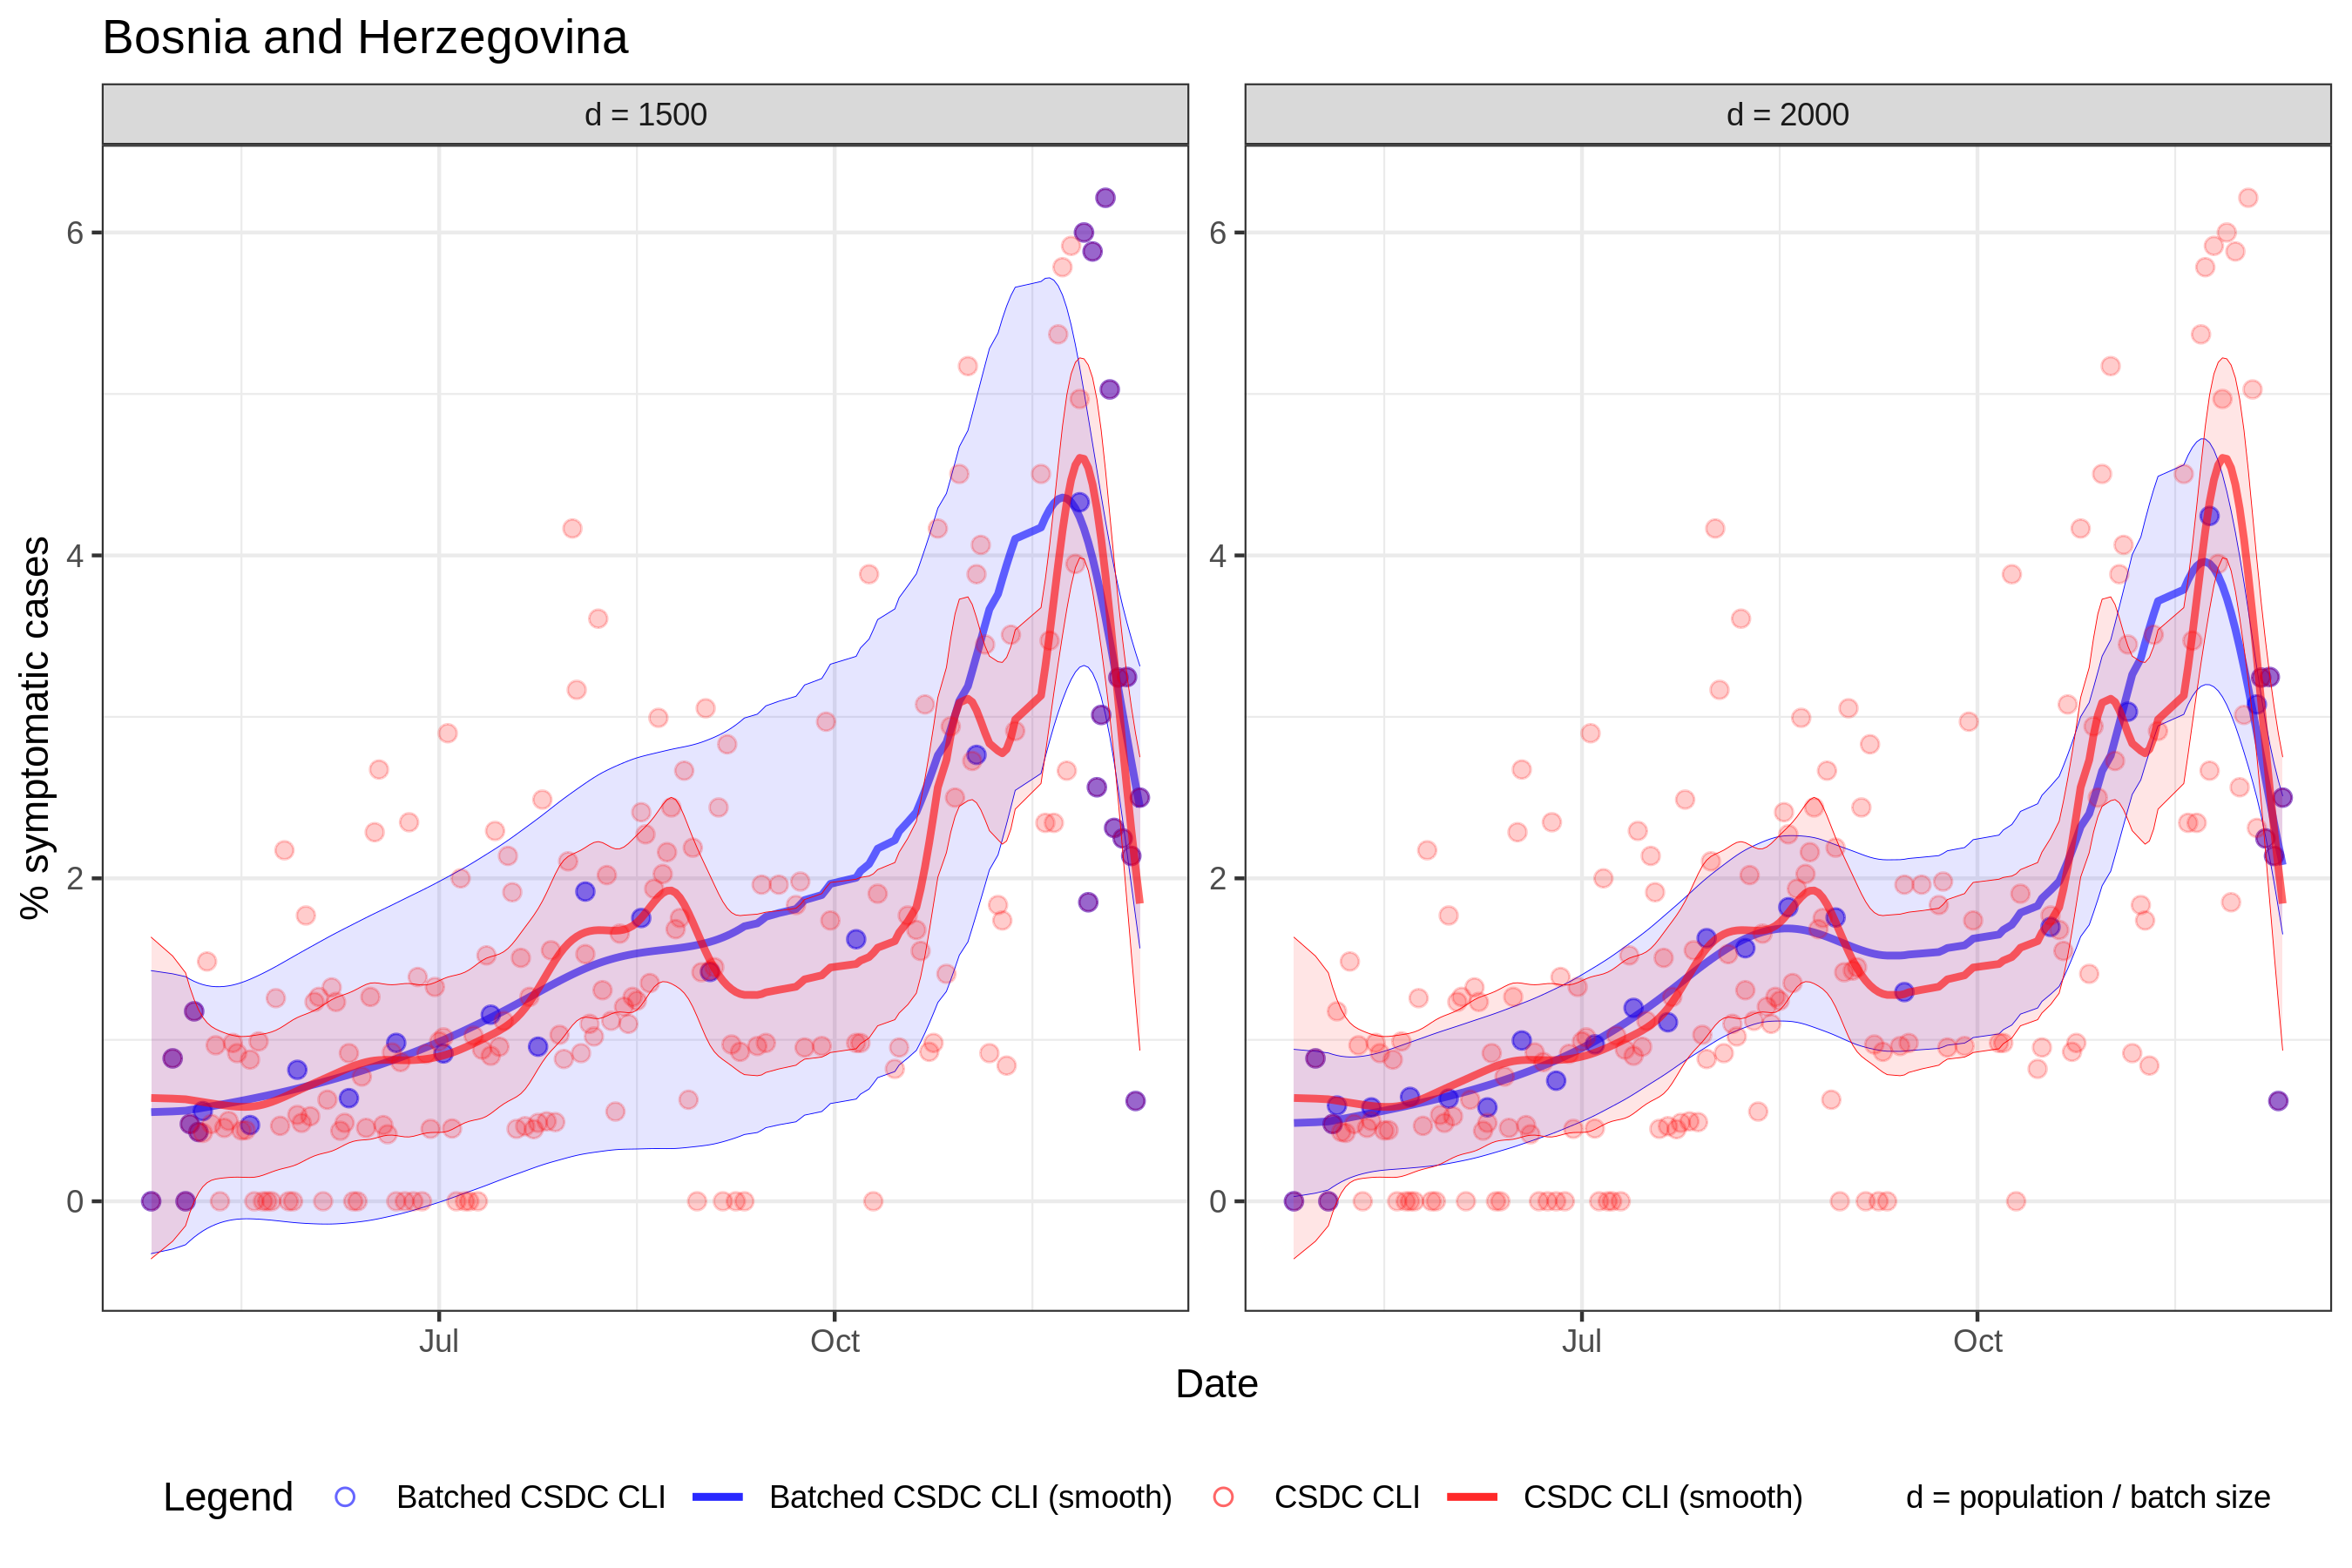 Bosnia and Herzegovina
d = 1500
d = 2000
% symptomatic cases
6
4
2
0
6
4
2
0
Jul
Oct
Jul
Oct
Date
Legend
Batched CSDC CLI
Batched CSDC CLI (smooth)
CSDC CLI
CSDC CLI (smooth)
d = population / batch size